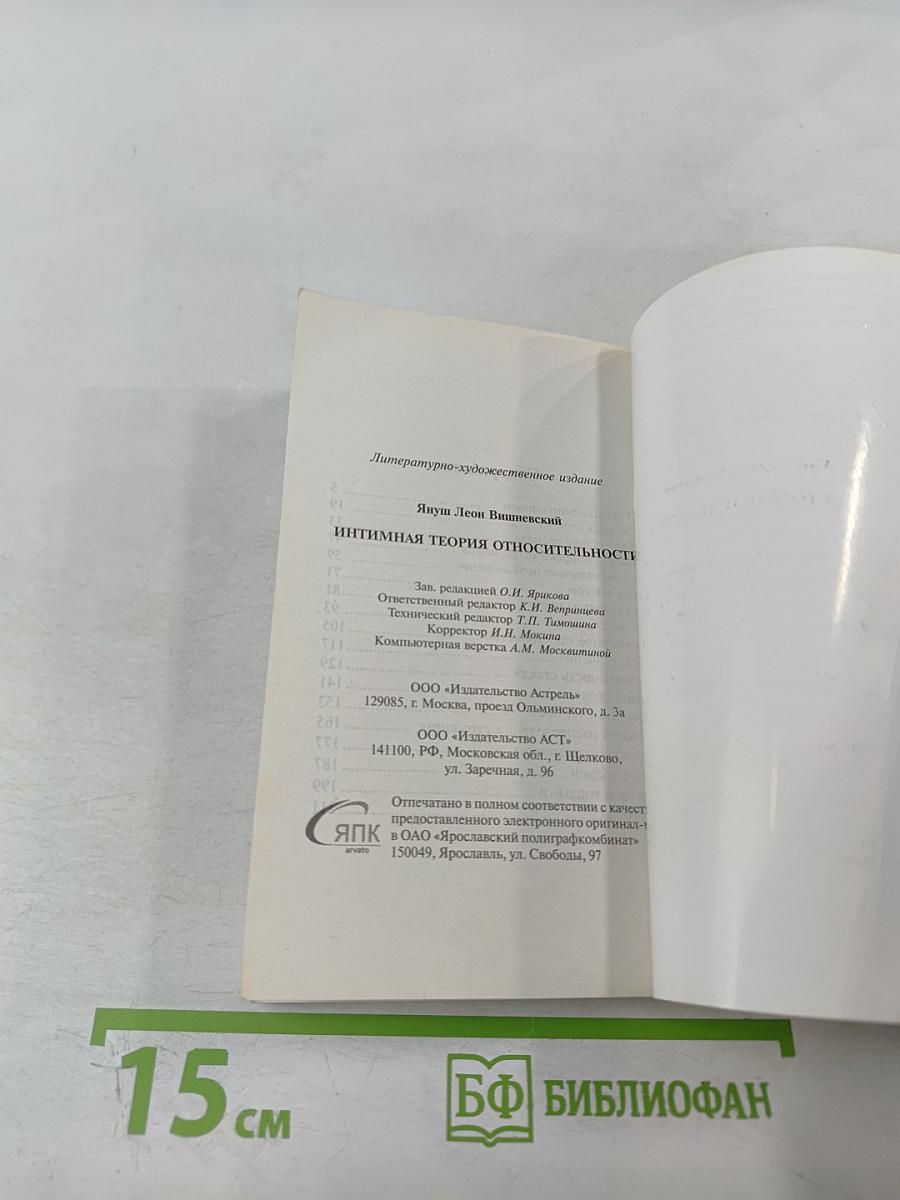 Литературно-художественное издание
Януш Леон Вишневский
ИНТИМНАЯ ТЕОРИЯ ОТНОСИТЕЛЬНОСТИ
Зав. редакцией О.И. Ярикова
Ответственный редактор К.И. Вепринцева
Технический редактор Т.П. Тимошина
Корректор И.Н. Мокина
Компьютерная верстка А.М. Москвитиной
ООО «Издательство Астрель»
129085, г. Москва, проезд Ольминского, д. 3а
ООО «Издательство АСТ»
141100, РФ, Московская обл., г. Щелково,
ул. Заречная, д. 96
ЯПК
arvato
Отпечатано в полном соответствии с качест
предоставленного электронного оригинал-
в ОАО «Ярославский полиграфкомбинат»
150049, Ярославль, ул. Свободы, 97
15 см
БФ БИБЛИОФАН